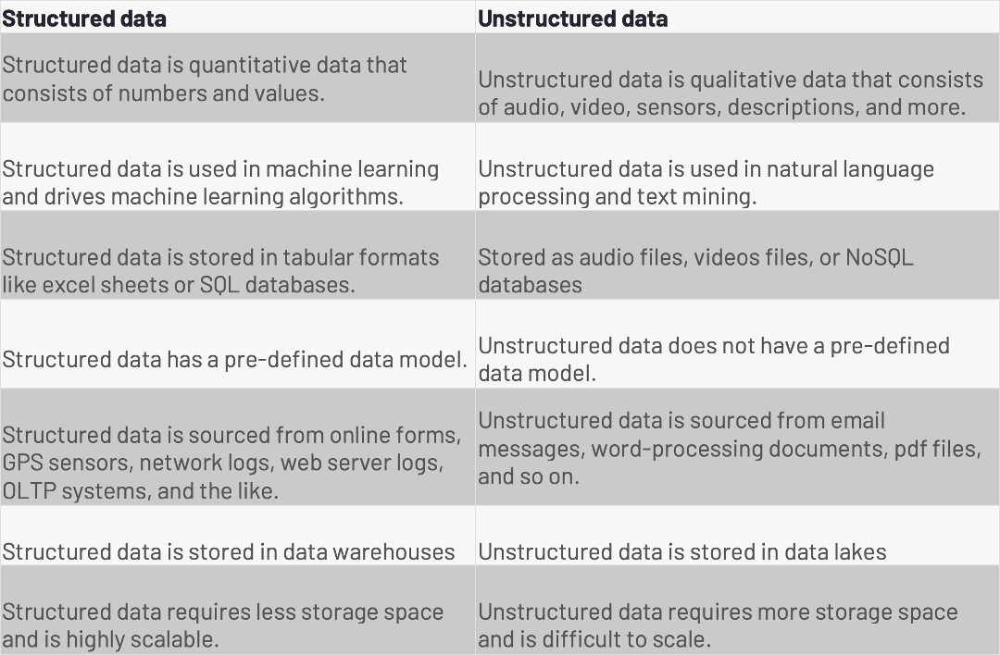 Structured data
Unstructured data
Structured data is quantitative data that
consists of numbers and values.
Unstructured data is qualitative data that consists
of audio, video, sensors, descriptions, and more.
Structured data is used in machine learning
and drives machine learning algorithms.
Unstructured data is used in natural language
processing and text mining.
Structured data is stored in tabular formats
like excel sheets or SQL databases.
Stored as audio files, videos files, or NoSQL
databases
Structured data has a pre-defined data model.
Unstructured data does not have a pre-defined
data model.
Structured data is sourced from online forms,
GPS sensors, network logs, web server logs,
OLTP systems, and the like.
Unstructured data is sourced from email
messages, word-processing documents, pdf files,
and so on.
Structured data is stored in data warehouses
Unstructured data is stored in data lakes
Structured data requires less storage space
and is highly scalable.
Unstructured data requires more storage space
and is difficult to scale.